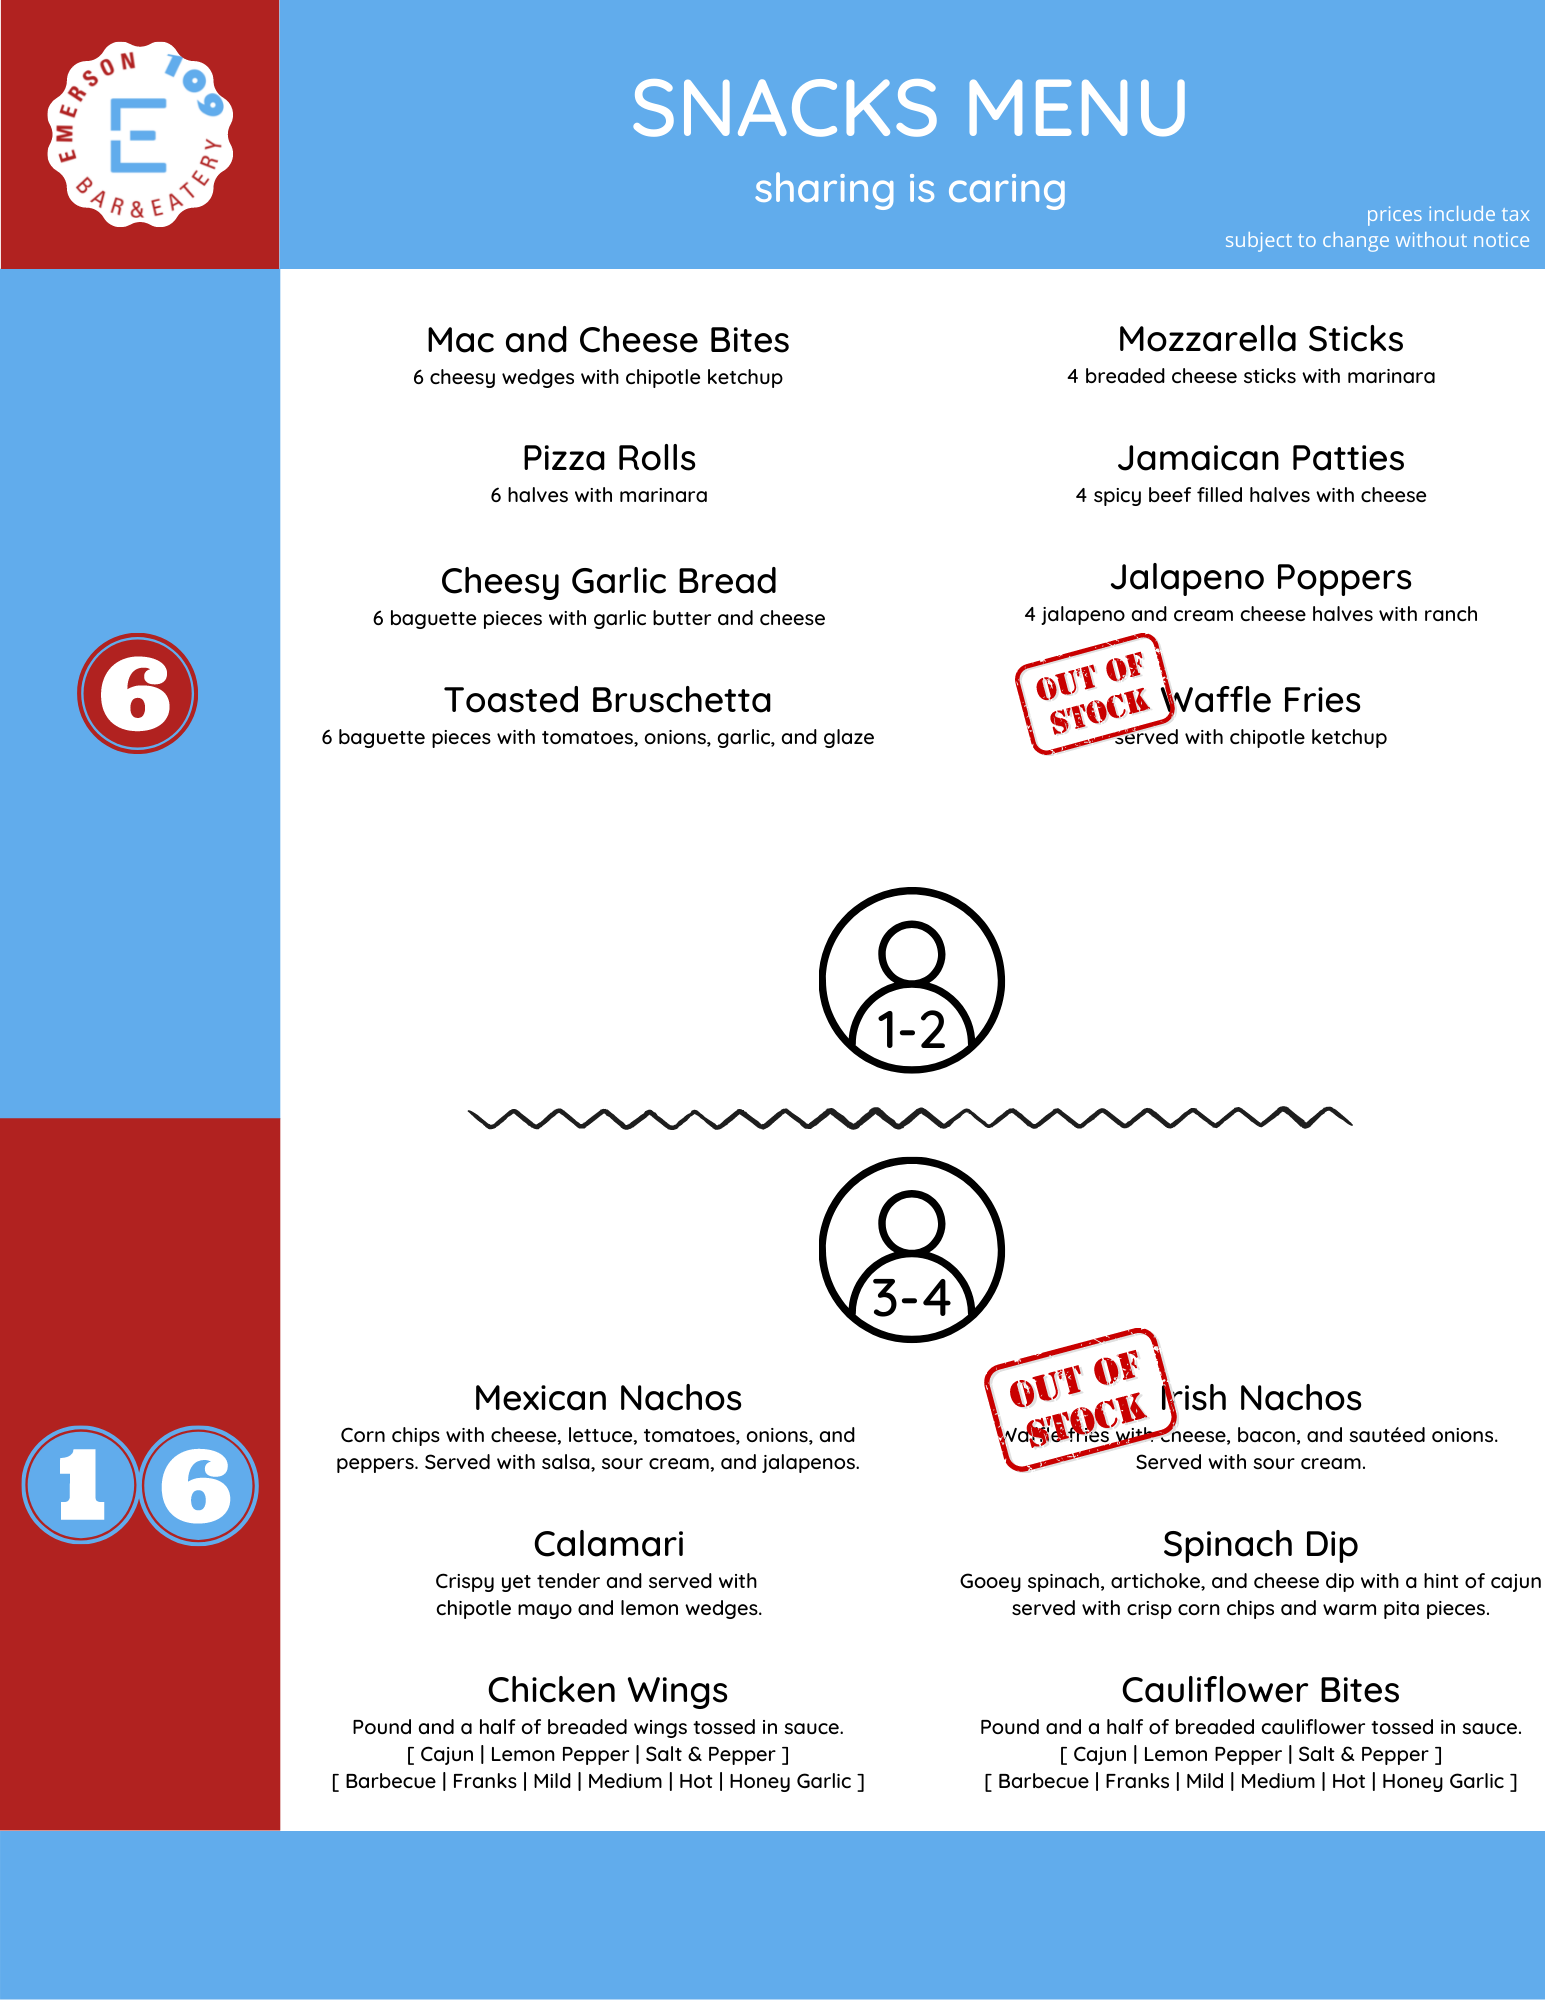 EMERSON 109
E
BAR & EATERY
SNACKS MENU
sharing is caring
prices include tax
subject to change without notice
Mac and Cheese Bites
6 cheesy wedges with chipotle ketchup
Mozzarella Sticks
4 breaded cheese sticks with marinara
Pizza Rolls
6 halves with marinara
Jamaican Patties
4 spicy beef filled halves with cheese
Cheesy Garlic Bread
6 baguette pieces with garlic butter and cheese
Jalapeno Poppers
4 jalapeno and cream cheese halves with ranch
6
Toasted Bruschetta
6 baguette pieces with tomatoes, onions, garlic, and glaze
OUT OF
STOCK
Waffle Fries
served with chipotle ketchup
1-2
3-4
16
Mexican Nachos
Corn chips with cheese, lettuce, tomatoes, onions, and
peppers. Served with salsa, sour cream, and jalapenos.
OUT OF
STOCK
Irish Nachos
Waffle fries with cheese, bacon, and sautéed onions.
Served with sour cream.
Calamari
Crispy yet tender and served with
chipotle mayo and lemon wedges.
Spinach Dip
Gooey spinach, artichoke, and cheese dip with a hint of cajun
served with crisp corn chips and warm pita pieces.
Chicken Wings
Pound and a half of breaded wings tossed in sauce.
[ Cajun | Lemon Pepper | Salt & Pepper ]
[ Barbecue | Franks | Mild | Medium | Hot | Honey Garlic ]
Cauliflower Bites
Pound and a half of breaded cauliflower tossed in sauce.
[ Cajun | Lemon Pepper | Salt & Pepper ]
[ Barbecue | Franks | Mild | Medium | Hot | Honey Garlic ]